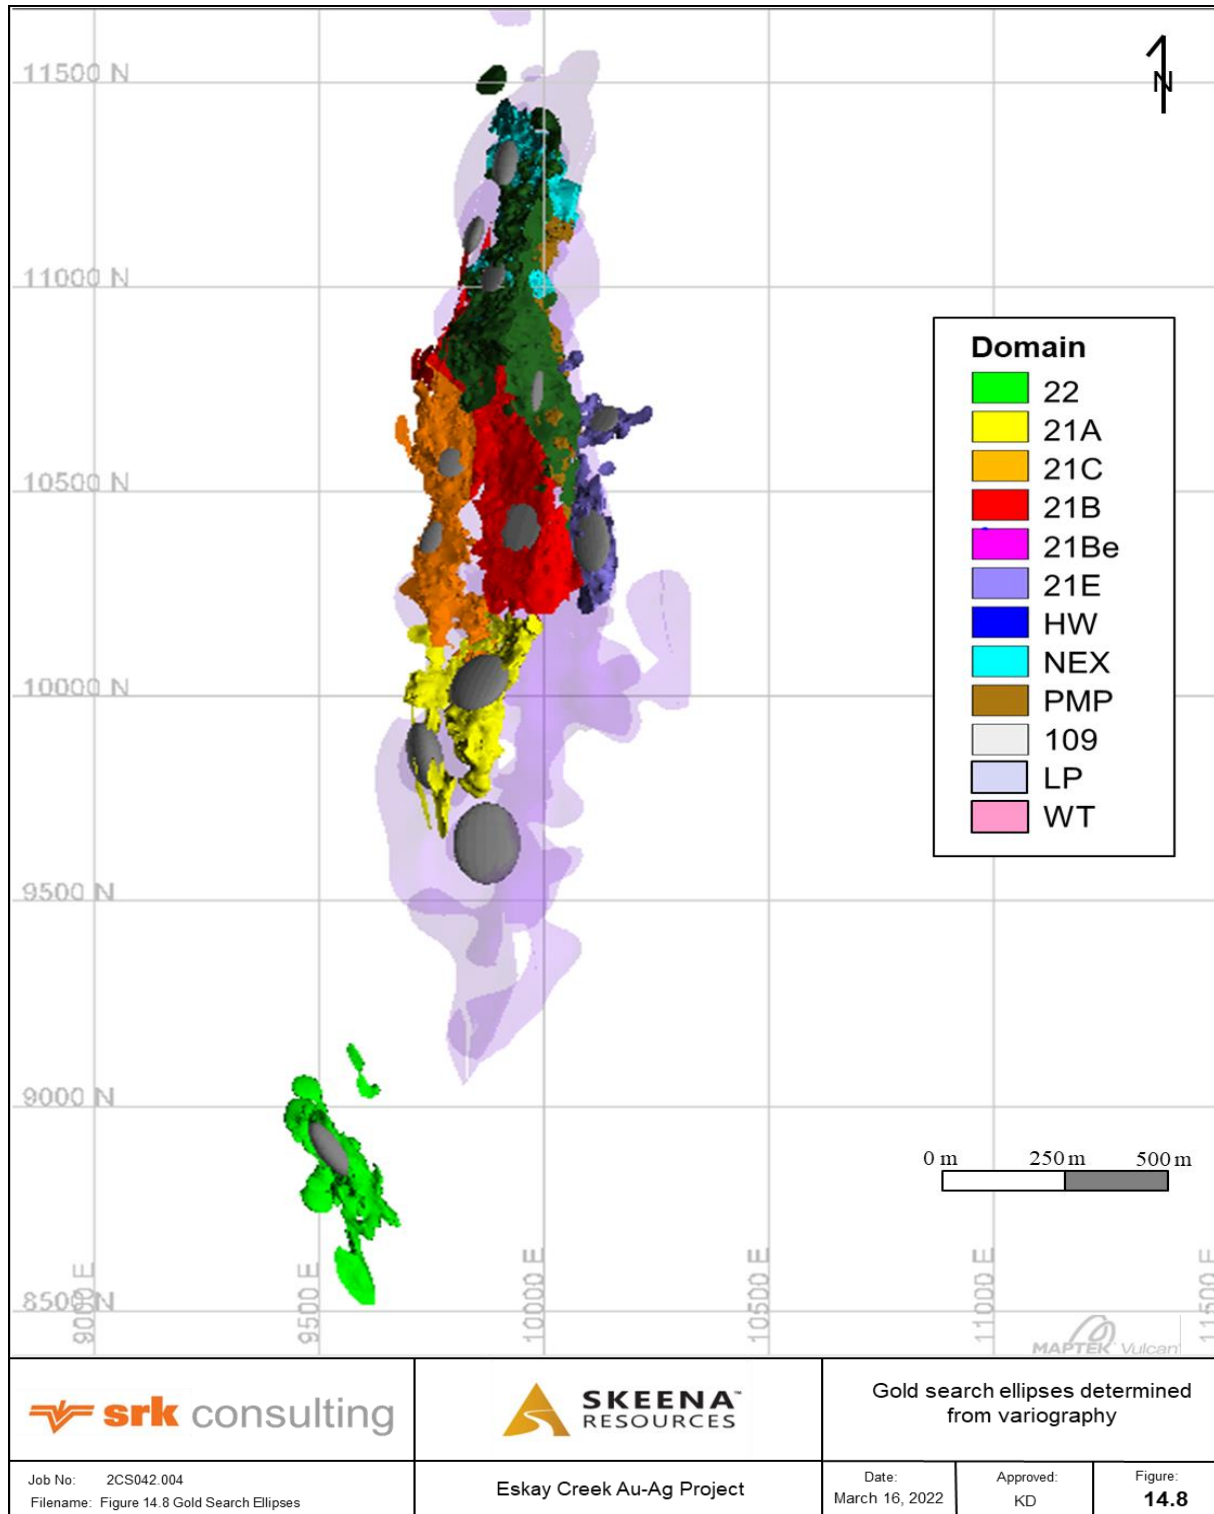 N
11500 N
11000 N
10500 N
10000 N
9500 N
9000 N
8500 N
Domain
22
21A
21C
21B
21Be
21E
HW
NEX
PMP
109
LP
WT
0 m 250 m 500 m
9000 E
9500 E
10000 E
10500 E
11000 E
11500 E
MAPTEK Vulcan
srk consulting
SKEENA™
RESOURCES
Gold search ellipses determined
from variography
Job No: 2CS042.004
Filename: Figure 14.8 Gold Search Ellipses
Eskay Creek Au-Ag Project
Date:
March 16, 2022
Approved:
KD
Figure:
14.8